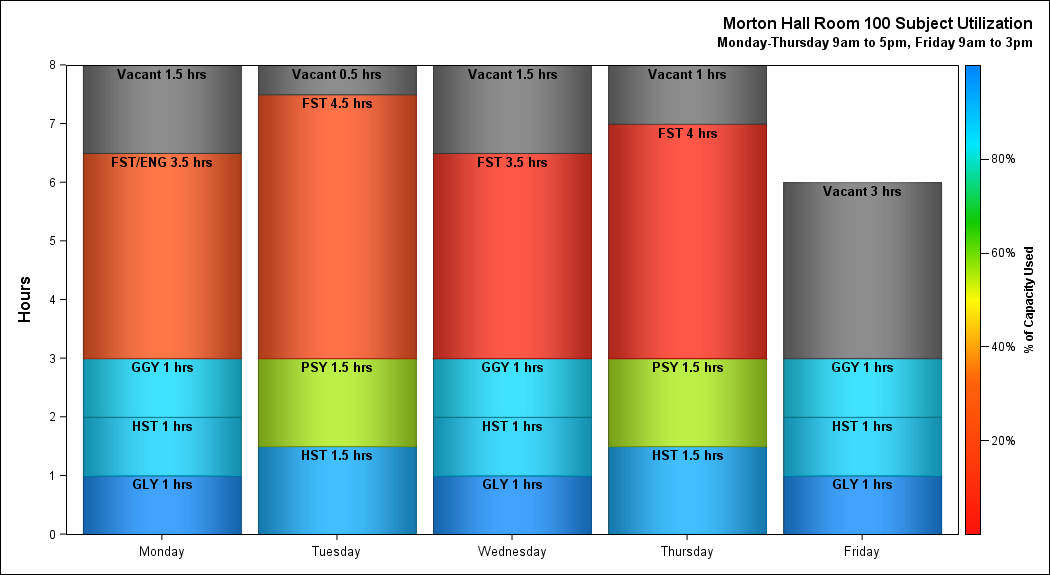 Morton Hall Room 100 Subject Utilization
Monday-Thursday 9am to 5pm, Friday 9am to 3pm
Hours
8
7
6
5
4
3
2
1
0
Vacant 1.5 hrs
FST/ENG 3.5 hrs
GGY 1 hrs
HST 1 hrs
GLY 1 hrs
Monday
Vacant 0.5 hrs
FST 4.5 hrs
PSY 1.5 hrs
HST 1.5 hrs
Tuesday
Vacant 1.5 hrs
FST 3.5 hrs
GGY 1 hrs
HST 1 hrs
GLY 1 hrs
Wednesday
Vacant 1 hrs
FST 4 hrs
PSY 1.5 hrs
HST 1.5 hrs
Thursday
Vacant 3 hrs
GGY 1 hrs
HST 1 hrs
GLY 1 hrs
Friday
80%
60%
40%
20%
% of Capacity Used